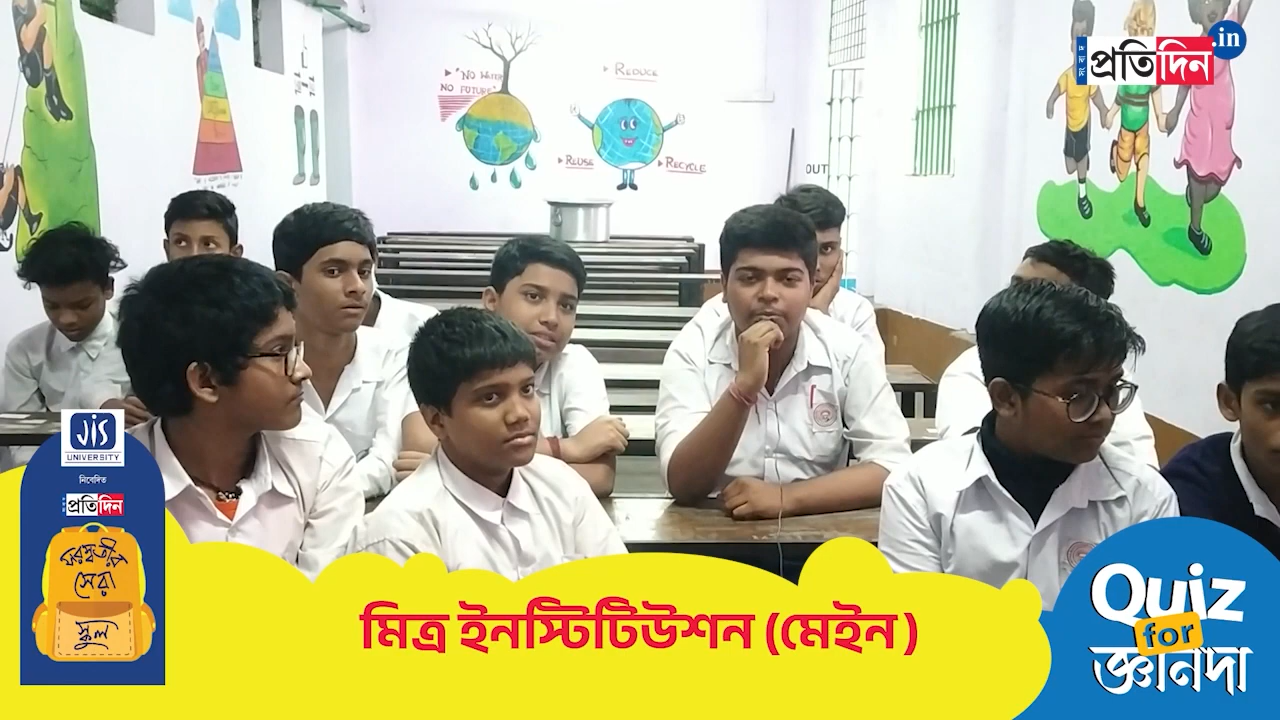 "NO WATER
NO FUTURE"
REDUCE
REUSE
RECYCLE
OUT
সংবাদ
প্রতিদিন
.in
JIS
UNIVERSITY
নিবেদিত
প্রতিদিন
সরস্বতীর
সেরা
স্কুল
মিত্র ইনস্টিটিউশন (মেইন)
Quiz
for
জ্ঞানদা